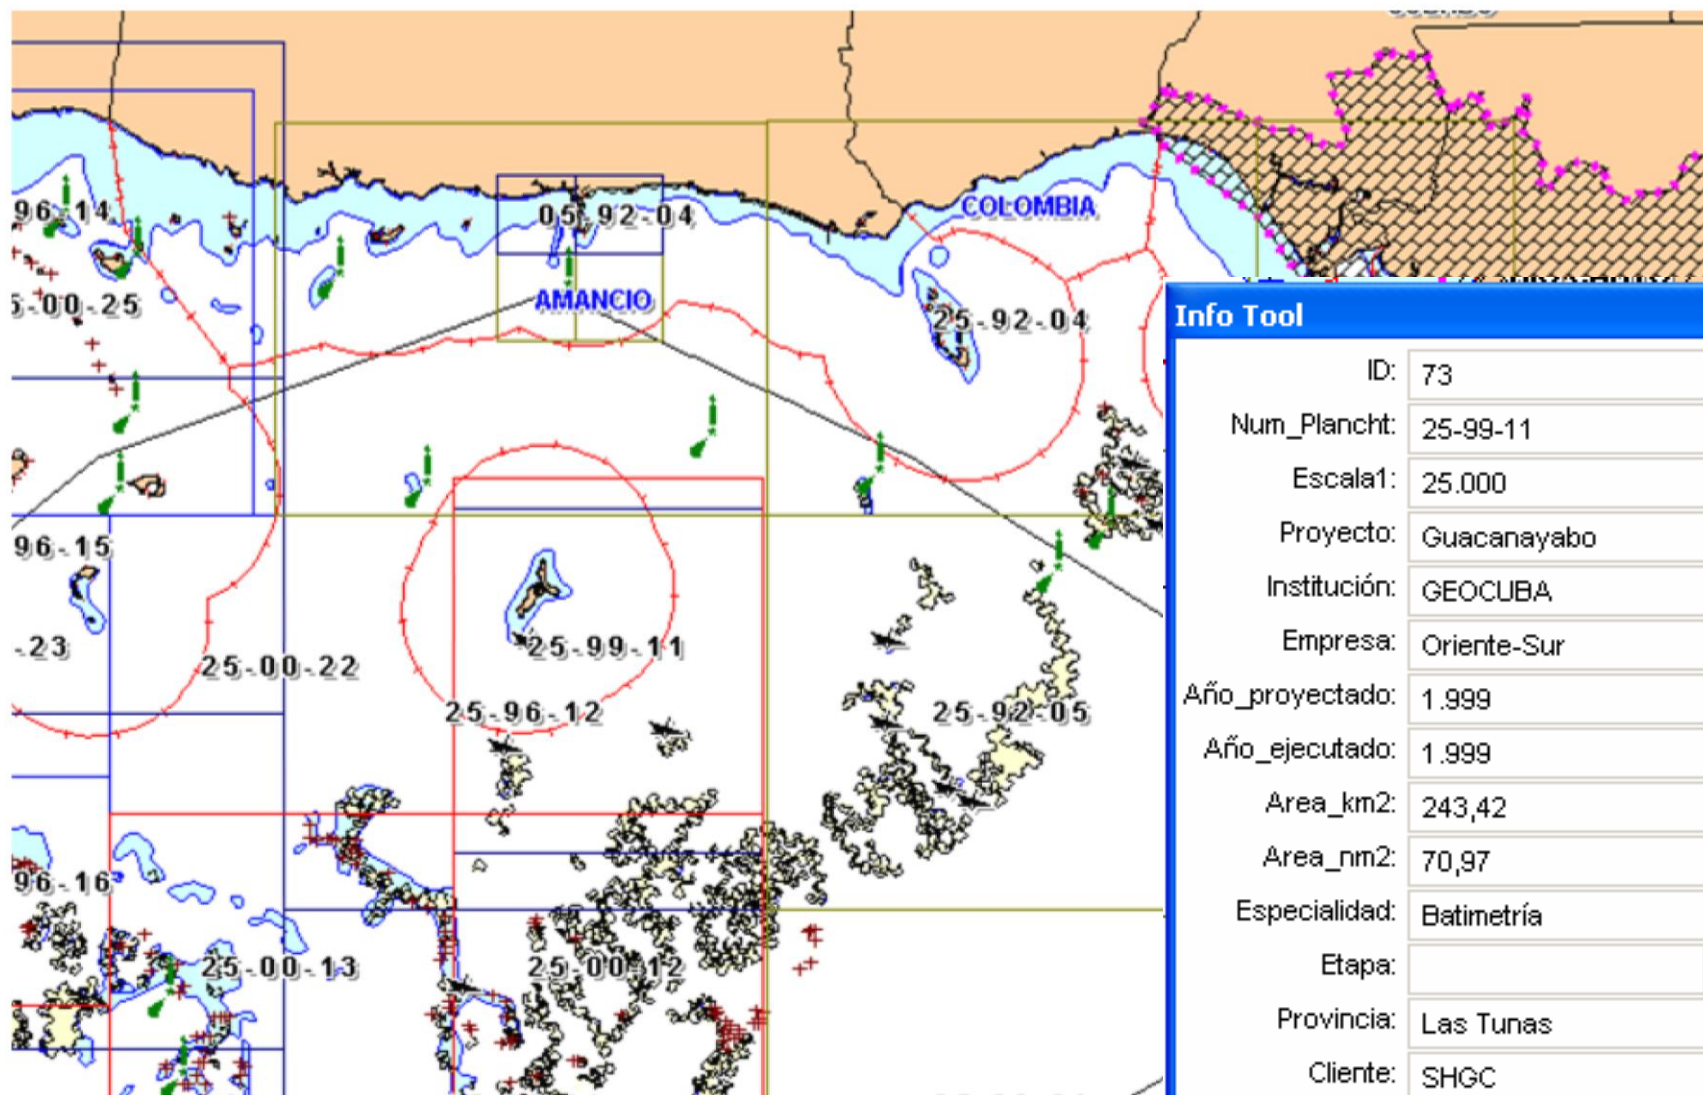 96-14
05-92-04
COLOMBIA
5-00-25
AMANCIO
25-92-04
96-15
-23
25-00-22
25-99-11
25-96-12
25-92-05
96-16
25-00-13
25-00-12
Info Tool
ID: 73
Num_Plancht: 25-99-11
Escala1: 25.000
Proyecto: Guacanayabo
Institución: GEOCUBA
Empresa: Oriente-Sur
Año_proyectado: 1.999
Año_ejecutado: 1.999
Area_km2: 243,42
Area_nm2: 70,97
Especialidad: Batimetría
Etapa:
Provincia: Las Tunas
Cliente: SHGC